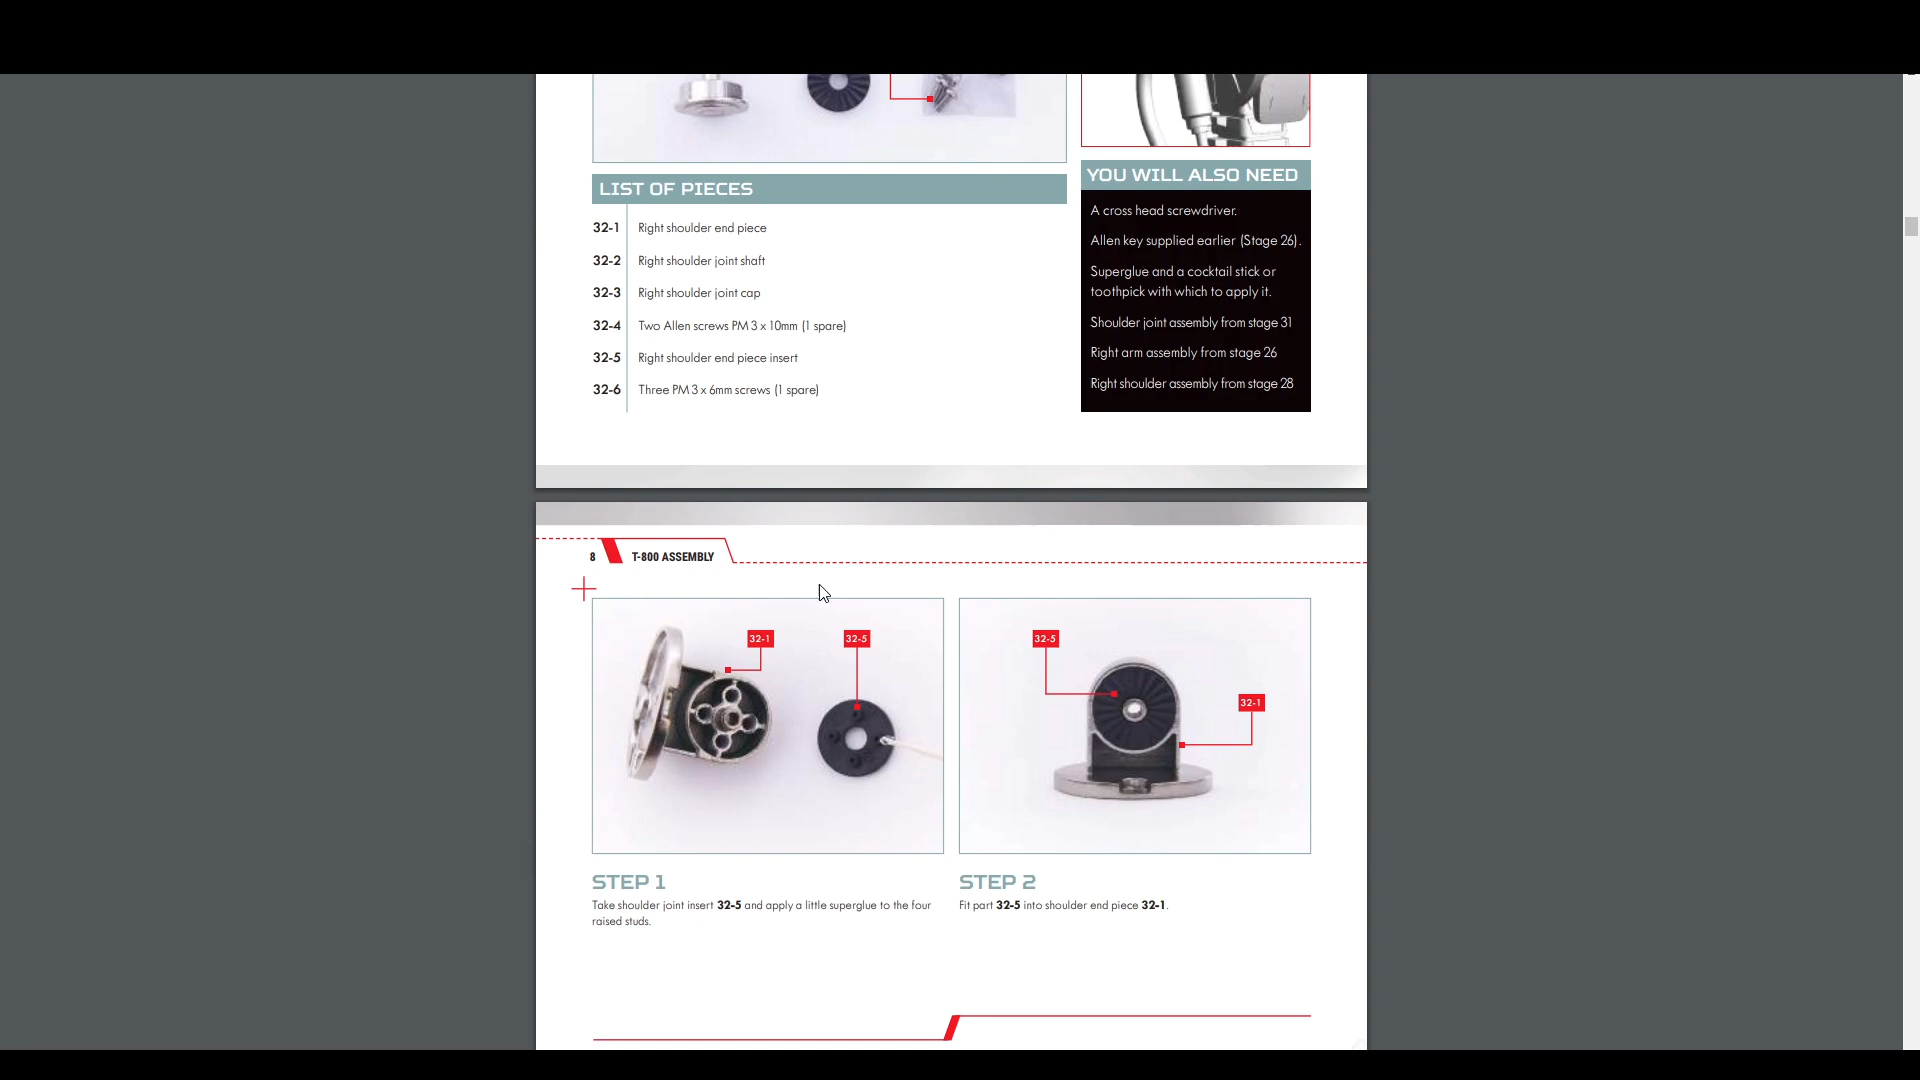 LIST OF PIECES
32-1 Right shoulder end piece
32-2 Right shoulder joint shaft
32-3 Right shoulder joint cap
32-4 Two Allen screws PM 3 x 10mm (1 spare)
32-5 Right shoulder end piece insert
32-6 Three PM 3 x 6mm screws (1 spare)
YOU WILL ALSO NEED
A cross head screwdriver.
Allen key supplied earlier (Stage 26).
Superglue and a cocktail stick or
toothpick with which to apply it.
Shoulder joint assembly from stage 31
Right arm assembly from stage 26
Right shoulder assembly from stage 28
8 T-800 ASSEMBLY
32-1
32-5
32-5
32-1
STEP 1
Take shoulder joint insert 32-5 and apply a little superglue to the four
raised studs.
STEP 2
Fit part 32-5 into shoulder end piece 32-1.